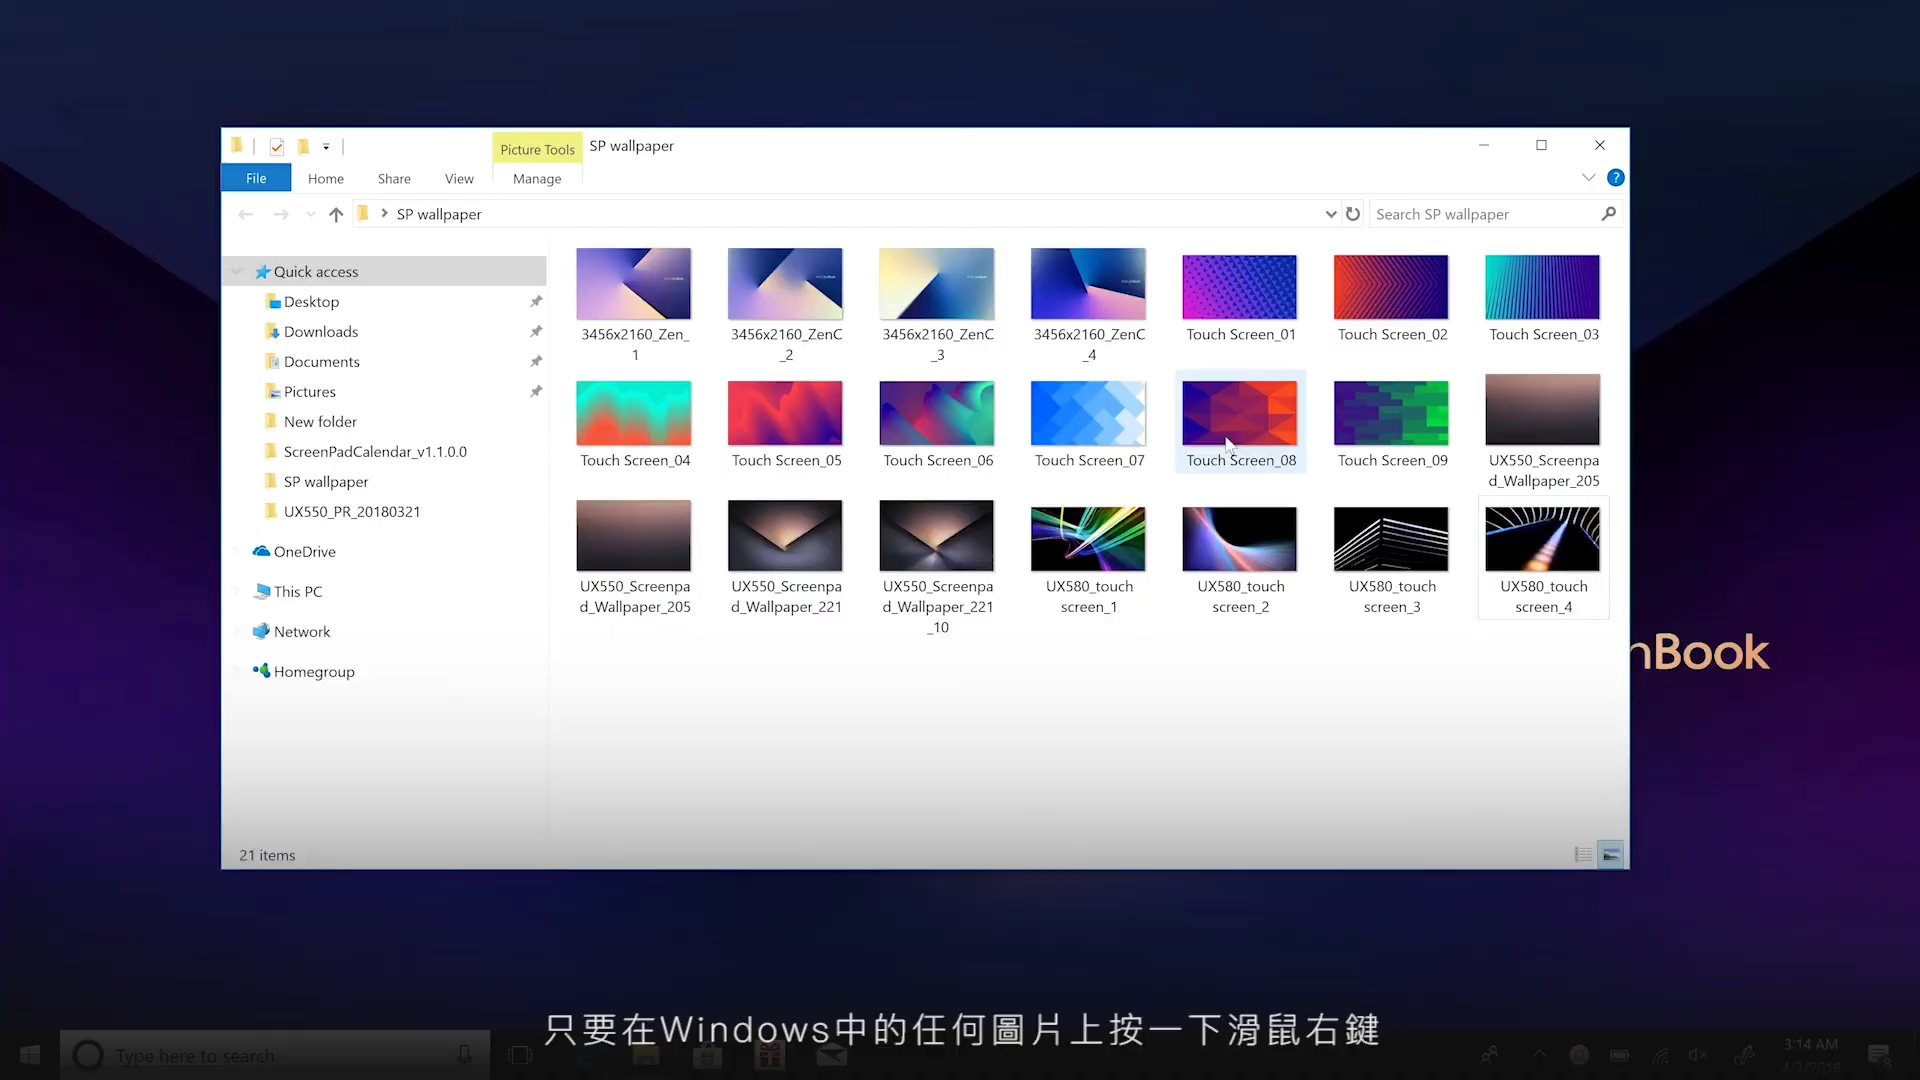 Picture Tools
SP wallpaper
File
Home
Share
View
Manage
SP wallpaper
Search SP wallpaper
Quick access
Desktop
Downloads
Documents
Pictures
New folder
ScreenPadCalendar_v1.1.0.0
SP wallpaper
UX550_PR_20180321
OneDrive
This PC
Network
Homegroup
3456x2160_Zen_
1
3456x2160_ZenC
_2
3456x2160_ZenC
_3
3456x2160_ZenC
_4
Touch Screen_01
Touch Screen_02
Touch Screen_03
Touch Screen_04
Touch Screen_05
Touch Screen_06
Touch Screen_07
Touch Screen_08
Touch Screen_09
UX550_Screenpa
d_Wallpaper_205
UX550_Screenpa
d_Wallpaper_205
UX550_Screenpa
d_Wallpaper_221
UX550_Screenpa
d_Wallpaper_221
_10
UX580_touch
screen_1
UX580_touch
screen_2
UX580_touch
screen_3
UX580_touch
screen_4
nBook
21 items
只要在Windows中的任何圖片上按一下滑鼠右鍵
Type here to search
3:14 AM